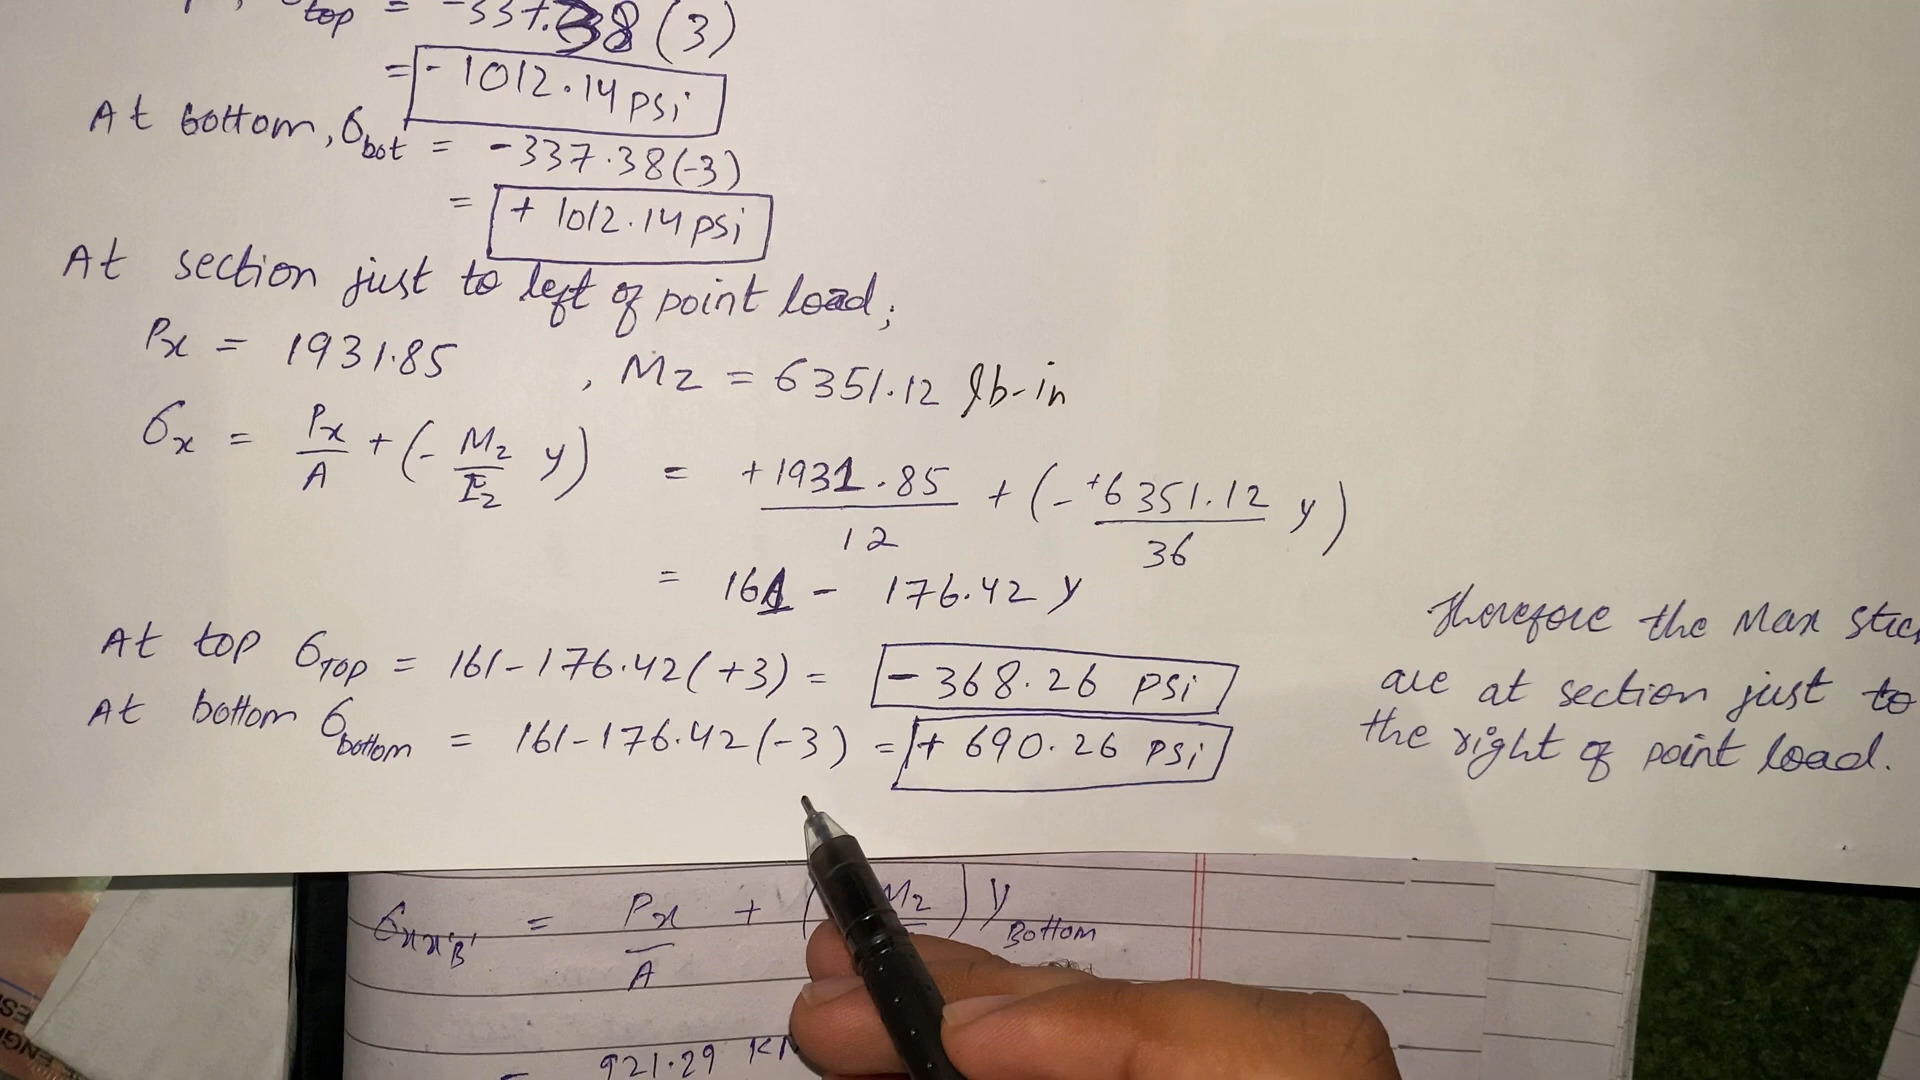 σtop = -337.38 (3)
= -1012.14 psi
At bottom, σbot = -337.38(-3)
= + 1012.14 psi
At section just to left of point load;
Px = 1931.85 , Mz = 6351.12 lb-in
σx = Px/A + (- Mz/Iz y) = +1931.85/12 + (- +6351.12/36 y)
= 161 - 176.42 y
At top σTOP = 161-176.42(+3) = -368.26 psi
At bottom σbottom = 161-176.42(-3) = + 690.26 psi
Therefore the Max
are at section just to
the right of point load.
σxx'B' = Px/A + ( Mz ) yBottom
= 921.29